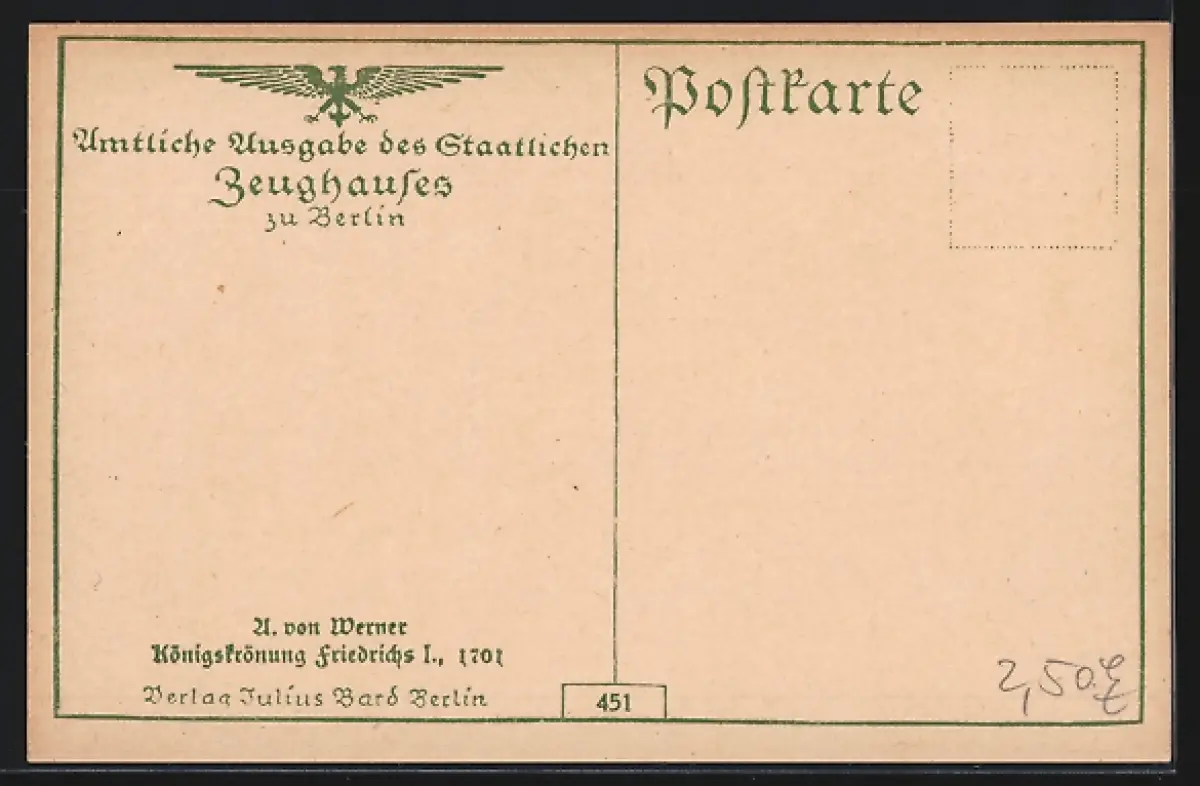 Amtliche Ausgabe des Staatlichen
Zeughauſes
zu Berlin
Poſtkarte
A. von Werner
Königskrönung Friedrichs I., 1701
Verlag Julius Bard Berlin
451
2,50